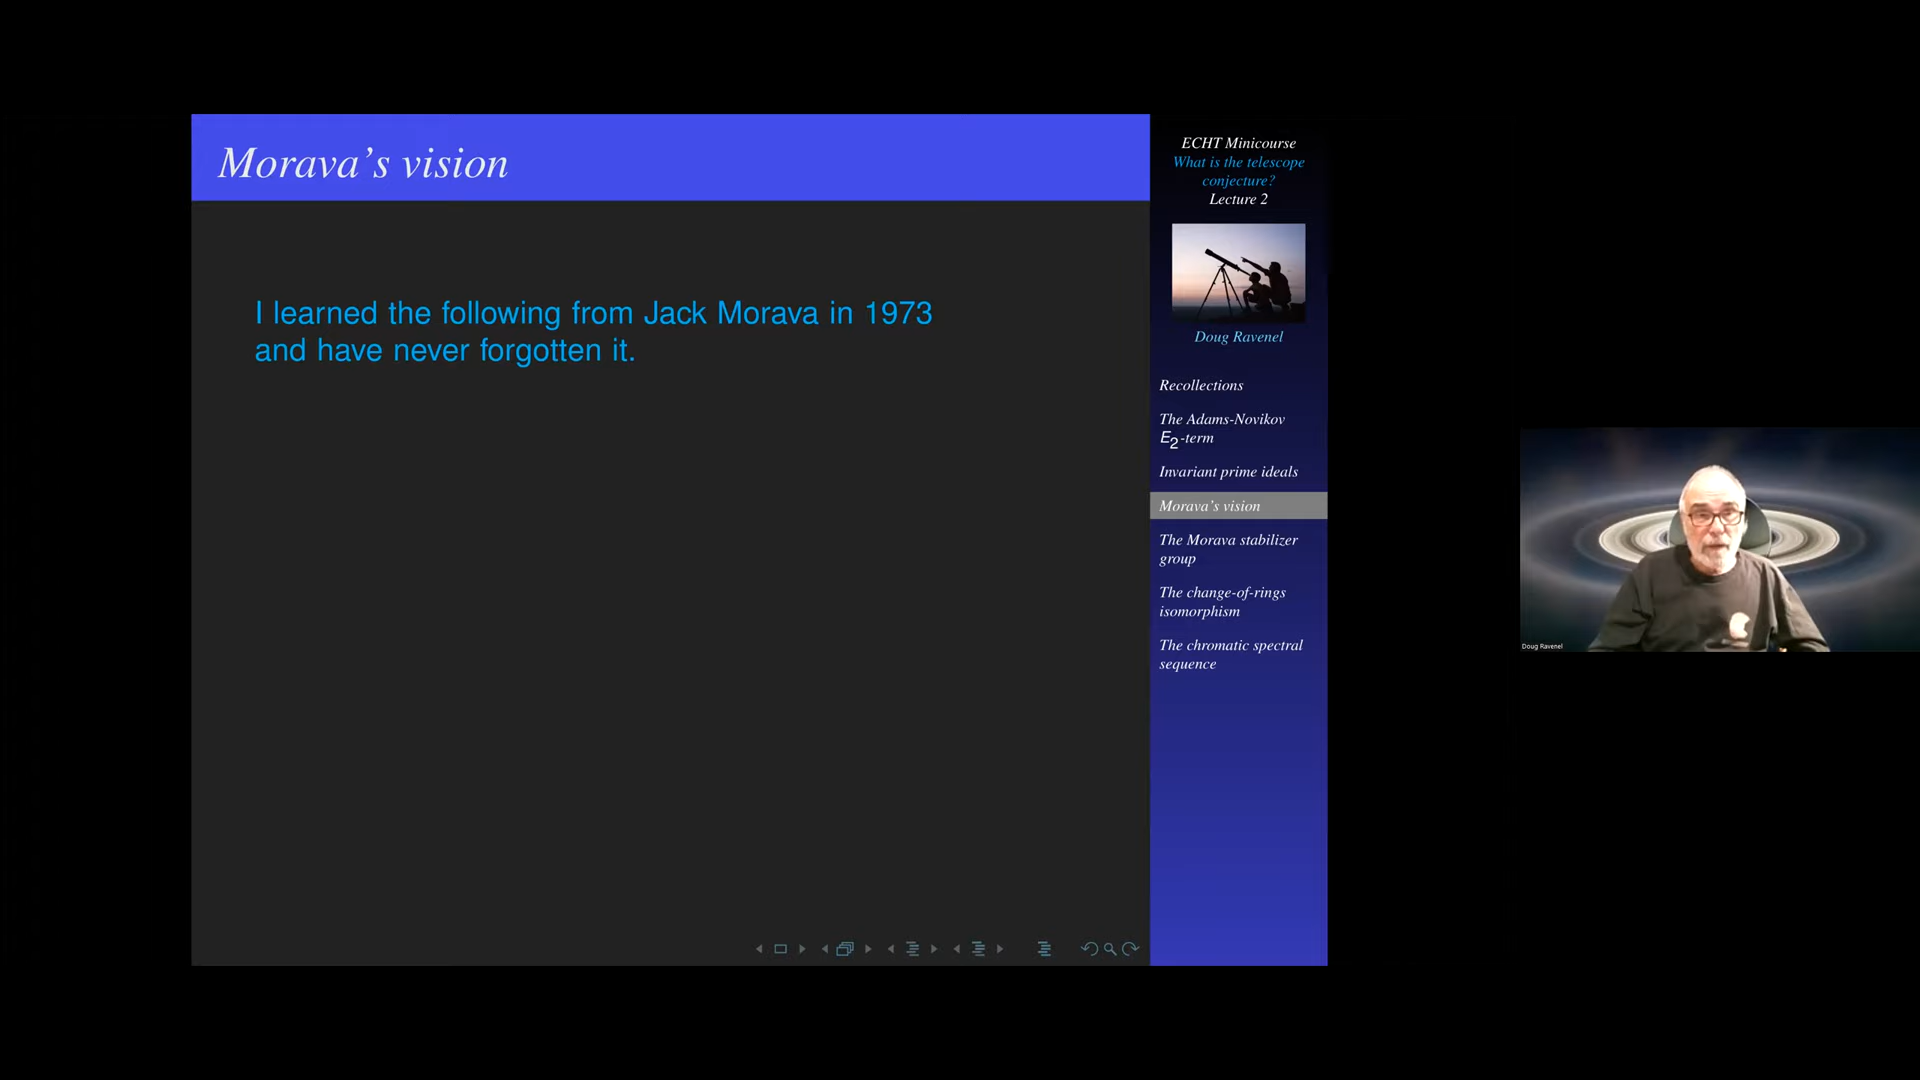 Morava's vision
I learned the following from Jack Morava in 1973
and have never forgotten it.
ECHT Minicourse
What is the telescope
conjecture?
Lecture 2
Doug Ravenel
Recollections
The Adams-Novikov
E₂-term
Invariant prime ideals
Morava's vision
The Morava stabilizer
group
The change-of-rings
isomorphism
The chromatic spectral
sequence
Doug Ravenel